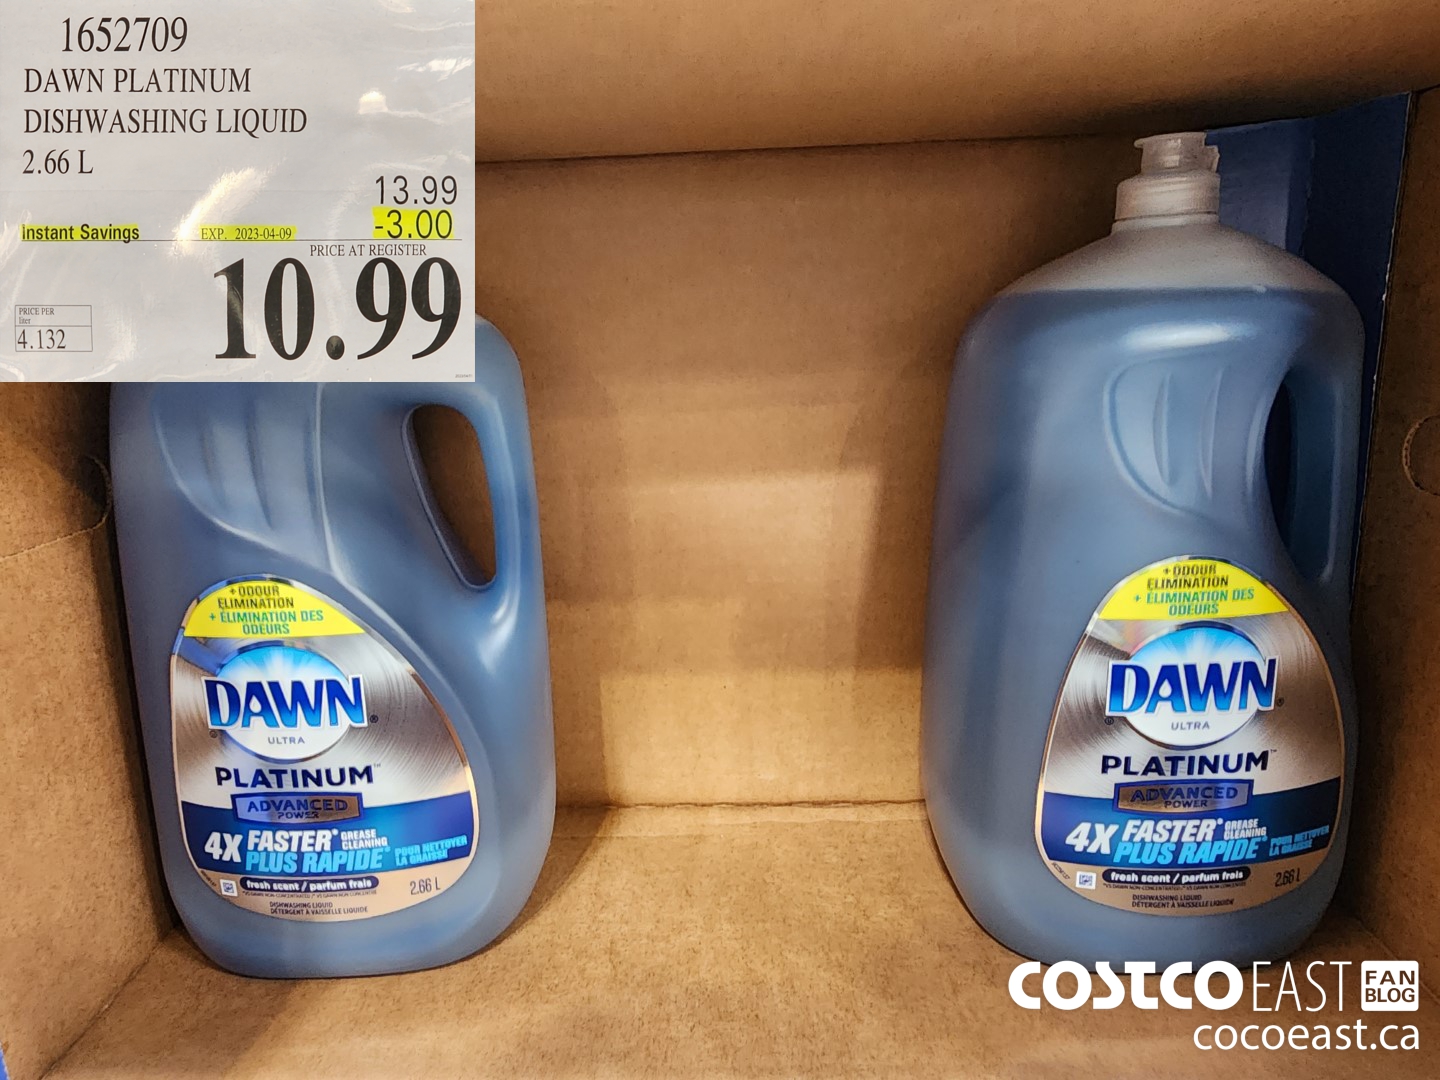 1652709
DAWN PLATINUM
DISHWASHING LIQUID
2.66 L
13.99
Instant Savings EXP. 2023-04-09 -3.00
PRICE AT REGISTER
10.99
PRICE PER
liter
4.132
+ ODOUR
ELIMINATION
+ ÉLIMINATION DES
ODEURS
DAWN®
ULTRA
PLATINUM™
ADVANCED
POWER
4X FASTER* GREASE
CLEANING
PLUS RAPIDE* POUR NETTOYER
LA GRAISSE
fresh scent / parfum frais
2.66 L
DISHWASHING LIQUID
DÉTERGENT À VAISSELLE LIQUIDE
+ ODOUR
ELIMINATION
+ ÉLIMINATION DES
ODEURS
DAWN®
ULTRA
PLATINUM™
ADVANCED
POWER
4X FASTER* GREASE
CLEANING
PLUS RAPIDE* POUR NETTOYER
LA GRAISSE
fresh scent / parfum frais
2.66 L
DISHWASHING LIQUID
DÉTERGENT À VAISSELLE LIQUIDE
COSTCO EAST FAN
BLOG
cocoeast.ca